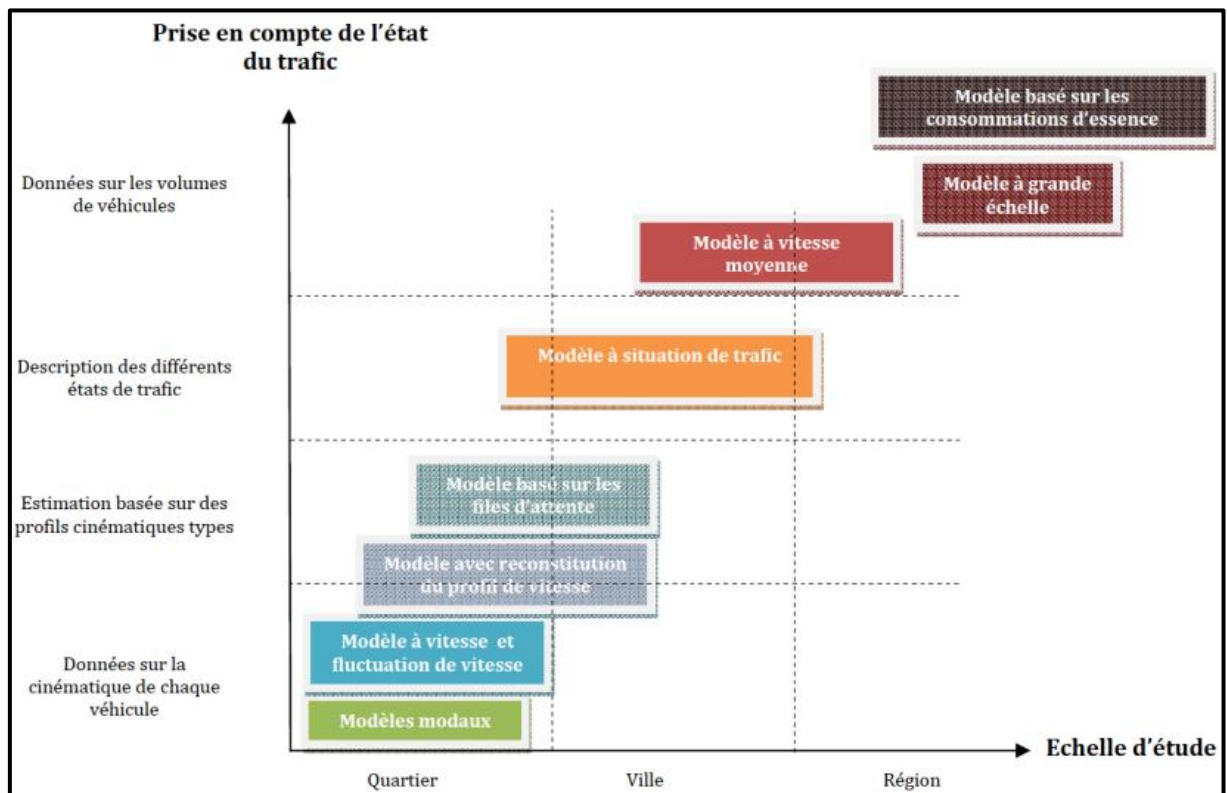 Prise en compte de l'état
du trafic
Modèle basé sur les
consommations d'essence
Données sur les volumes
de véhicules
Modèle à grande
échelle
Modèle à vitesse
moyenne
Description des différents
états de trafic
Modèle à situation de trafic
Estimation basée sur des
profils cinématiques types
Modèle basé sur les
files d'attente
Modèle avec reconstitution
du profil de vitesse
Données sur la
cinématique de chaque
véhicule
Modèle à vitesse et
fluctuation de vitesse
Modèles modaux
Echelle d'étude
Quartier
Ville
Région